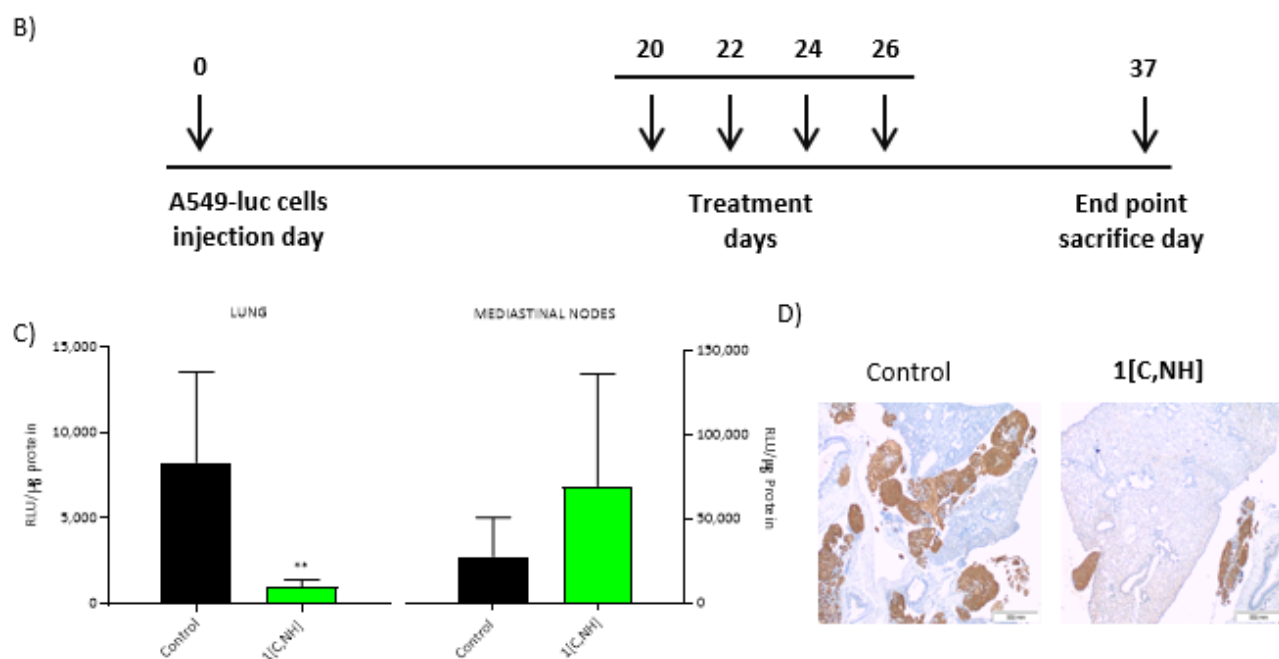 B)
0
20 22 24 26
37
A549-luc cells
injection day
Treatment
days
End point
sacrifice day
C)
LUNG
MEDIASTINAL NODES
D)
15,000
10,000
5,000
0
RLU/µg protein
Control
1[C,NH]
**
150,000
100,000
50,000
0
RLU/µg Protein
Control
1[C,NH]
Control
1[C,NH]